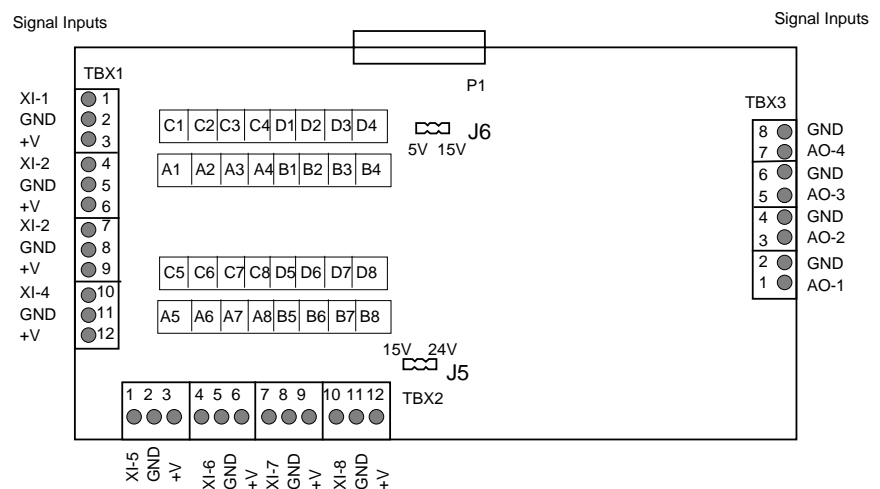 Signal Inputs
Signal Inputs
TBX1
P1
TBX3
XI-1 1
GND 2
+V 3
XI-2 4
GND 5
+V 6
XI-2 7
GND 8
+V 9
XI-4 10
GND 11
+V 12
C1 C2 C3 C4 D1 D2 D3 D4
A1 A2 A3 A4 B1 B2 B3 B4
J6
5V 15V
8 GND
7 AO-4
6 GND
5 AO-3
4 GND
3 AO-2
2 GND
1 AO-1
C5 C6 C7 C8 D5 D6 D7 D8
A5 A6 A7 A8 B5 B6 B7 B8
15V 24V
J5
TBX2
1 2 3 4 5 6 7 8 9 10 11 12
XI-5 GND +V XI-6 GND +V XI-7 GND +V XI-8 GND +V